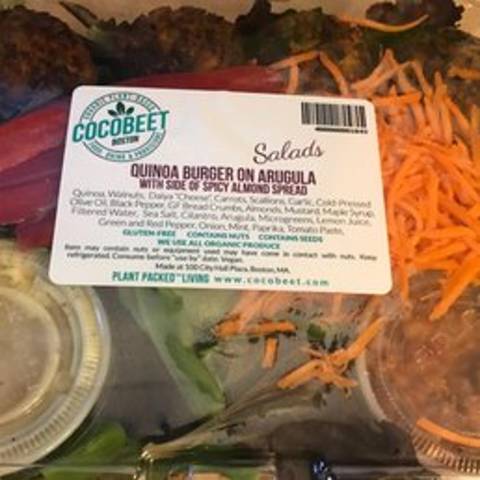 ORGANIC PLANT BASED
COCOBEET
BOSTON
Salads
QUINOA BURGER ON ARUGULA
WITH SIDE OF SPICY ALMOND SPREAD
Quinoa, Walnuts, Daiya "Cheese", Carrots, Scallions, Garlic, Cold-Pressed
Olive Oil, Black Pepper, GF Bread Crumbs, Almonds, Mustard, Maple Syrup,
Filtered Water, Sea Salt, Cilantro, Arugula, Microgreens, Lemon Juice,
Green and Red Pepper, Onion, Mint, Paprika, Tomato Paste,
GLUTEN-FREE CONTAINS NUTS CONTAINS SEEDS
WE USE ALL ORGANIC PRODUCE
Item may contain nuts or equipment used may have come in contact with nuts. Keep
refrigerated. Consume before "use by" date. Vegan.
Made at 100 City Hall Plaza, Boston, MA.
PLANT PACKED™ LIVING www.cocobeet.com